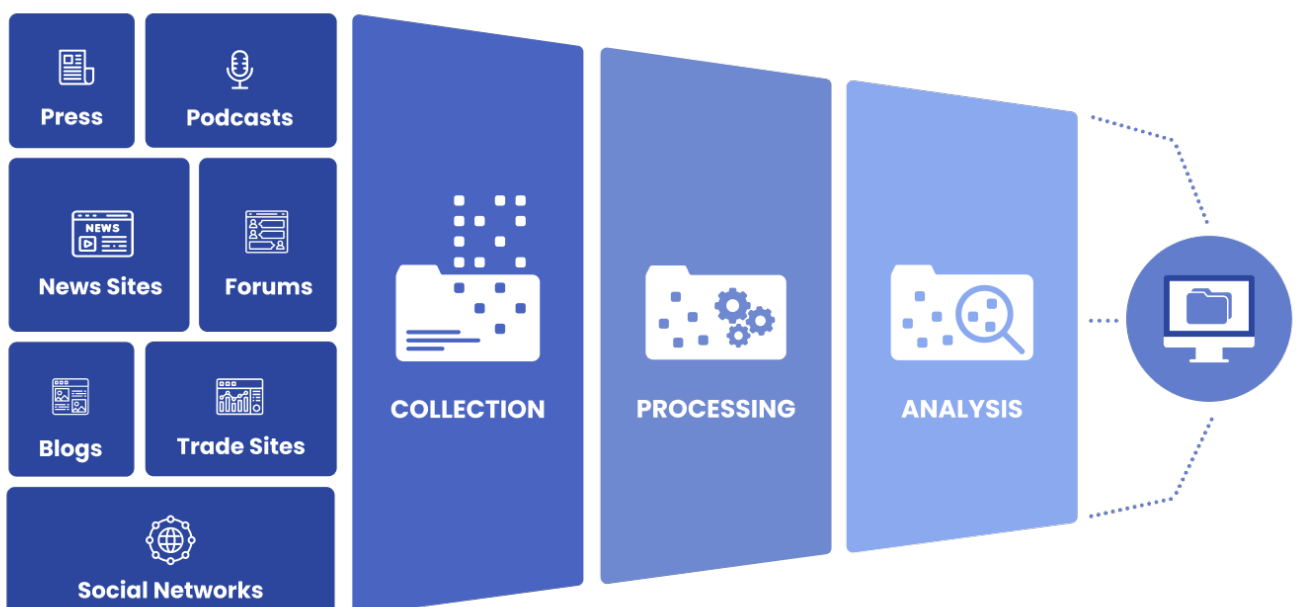 Press
Podcasts
NEWS
News Sites
Forums
Blogs
Trade Sites
Social Networks
COLLECTION
PROCESSING
ANALYSIS